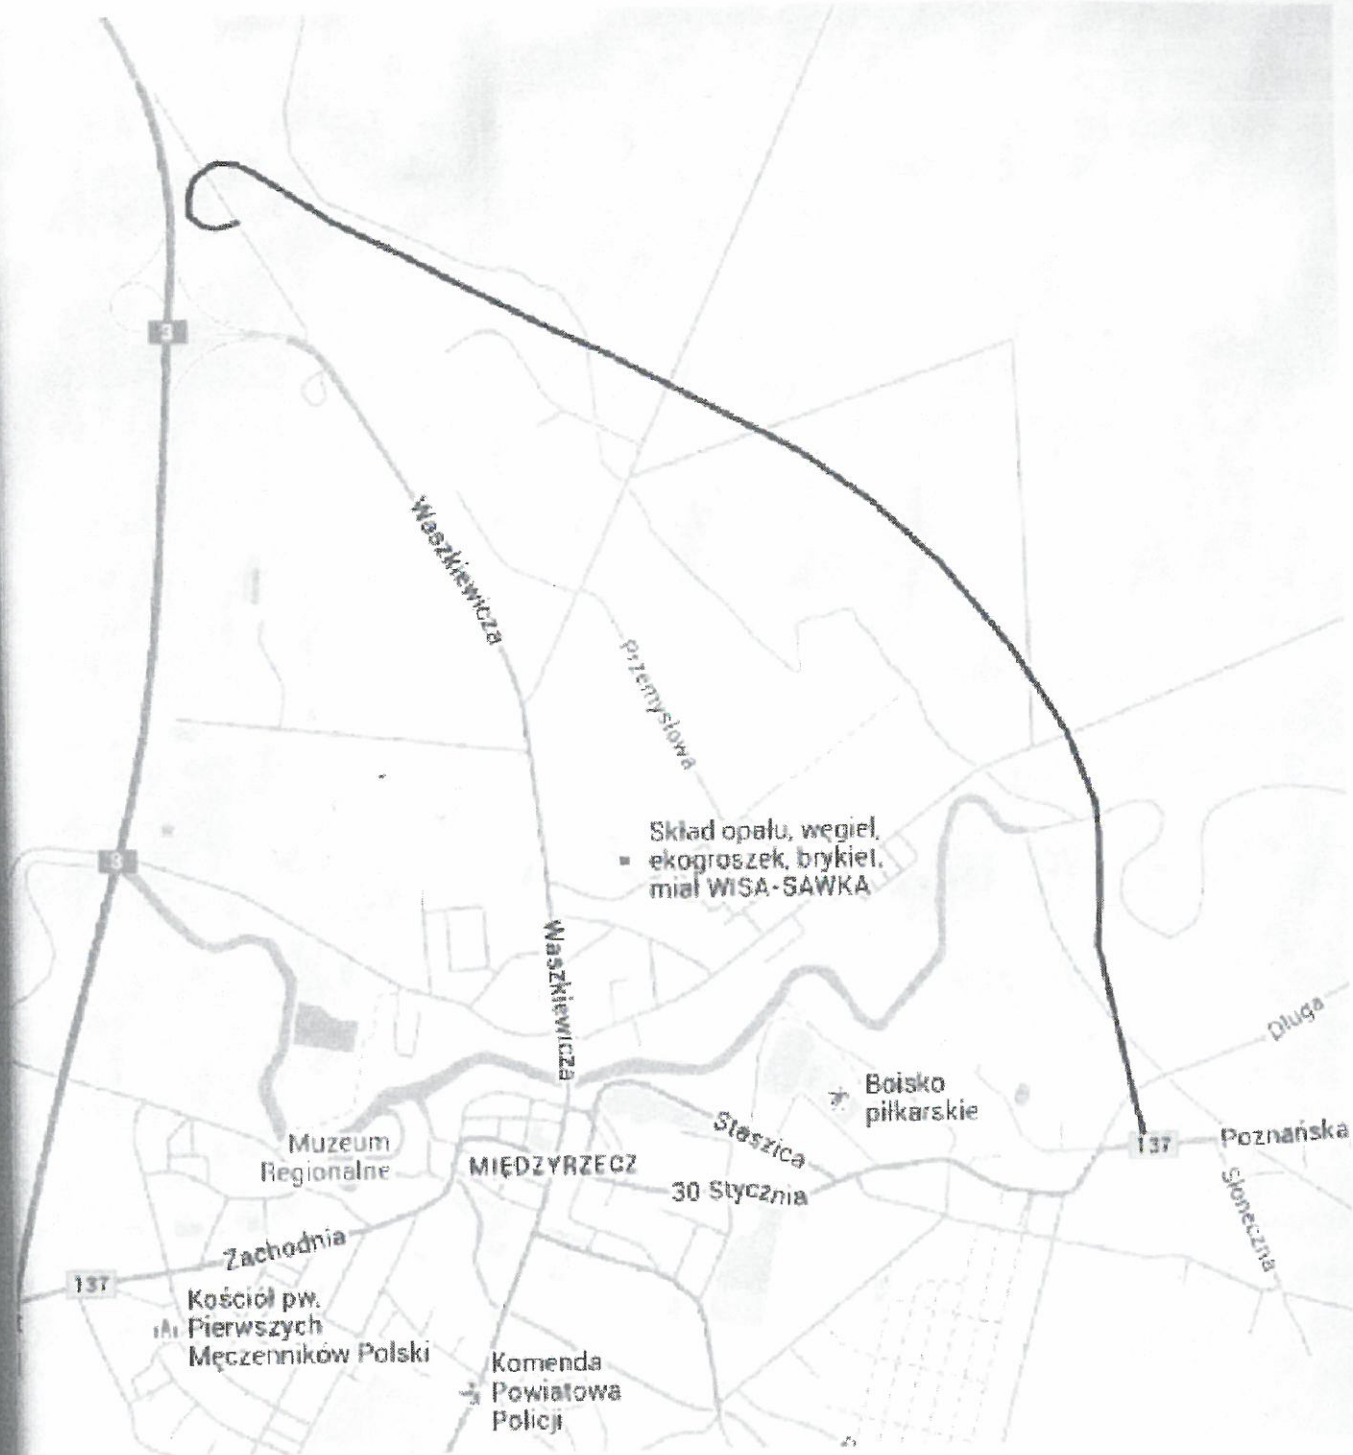 3
Waszkiewicza
Przemysłowa
Skład opału, węgiel,
ekogroszek, brykiet,
miał WISA-SAWKA
3
Waszkiewicza
Długa
Boisko
piłkarskie
Staszica
137
Poznańska
Muzeum
Regionalne
MIĘDZYRZECZ
30 Stycznia
Słoneczna
Zachodnia
137
Kościół pw.
Pierwszych
Męczenników Polski
Komenda
Powiatowa
Policji